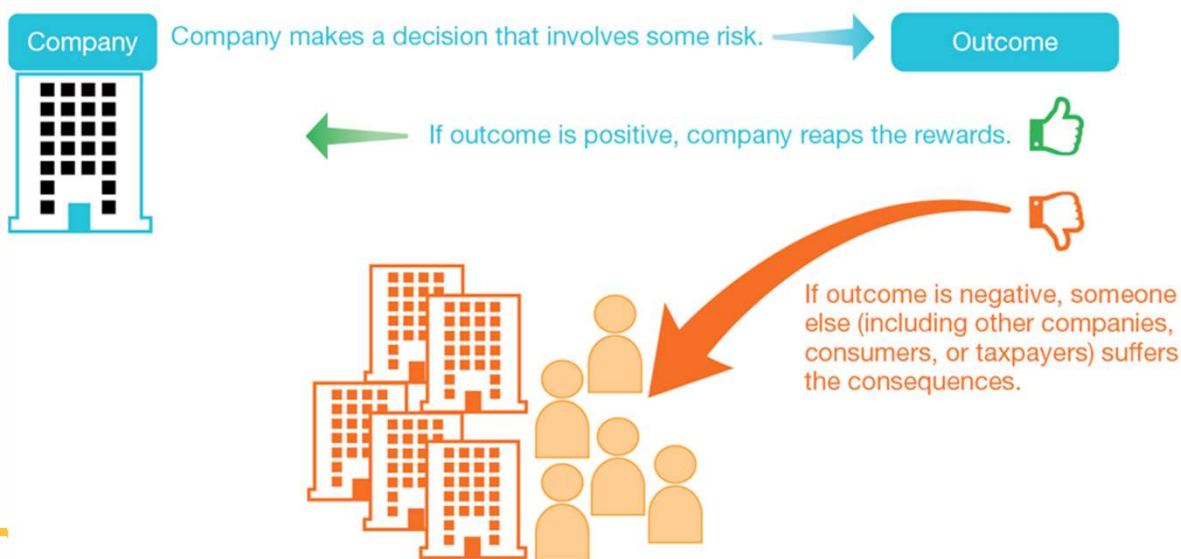 Company
Company makes a decision that involves some risk.
Outcome
If outcome is positive, company reaps the rewards.
If outcome is negative, someone
else (including other companies,
consumers, or taxpayers) suffers
the consequences.